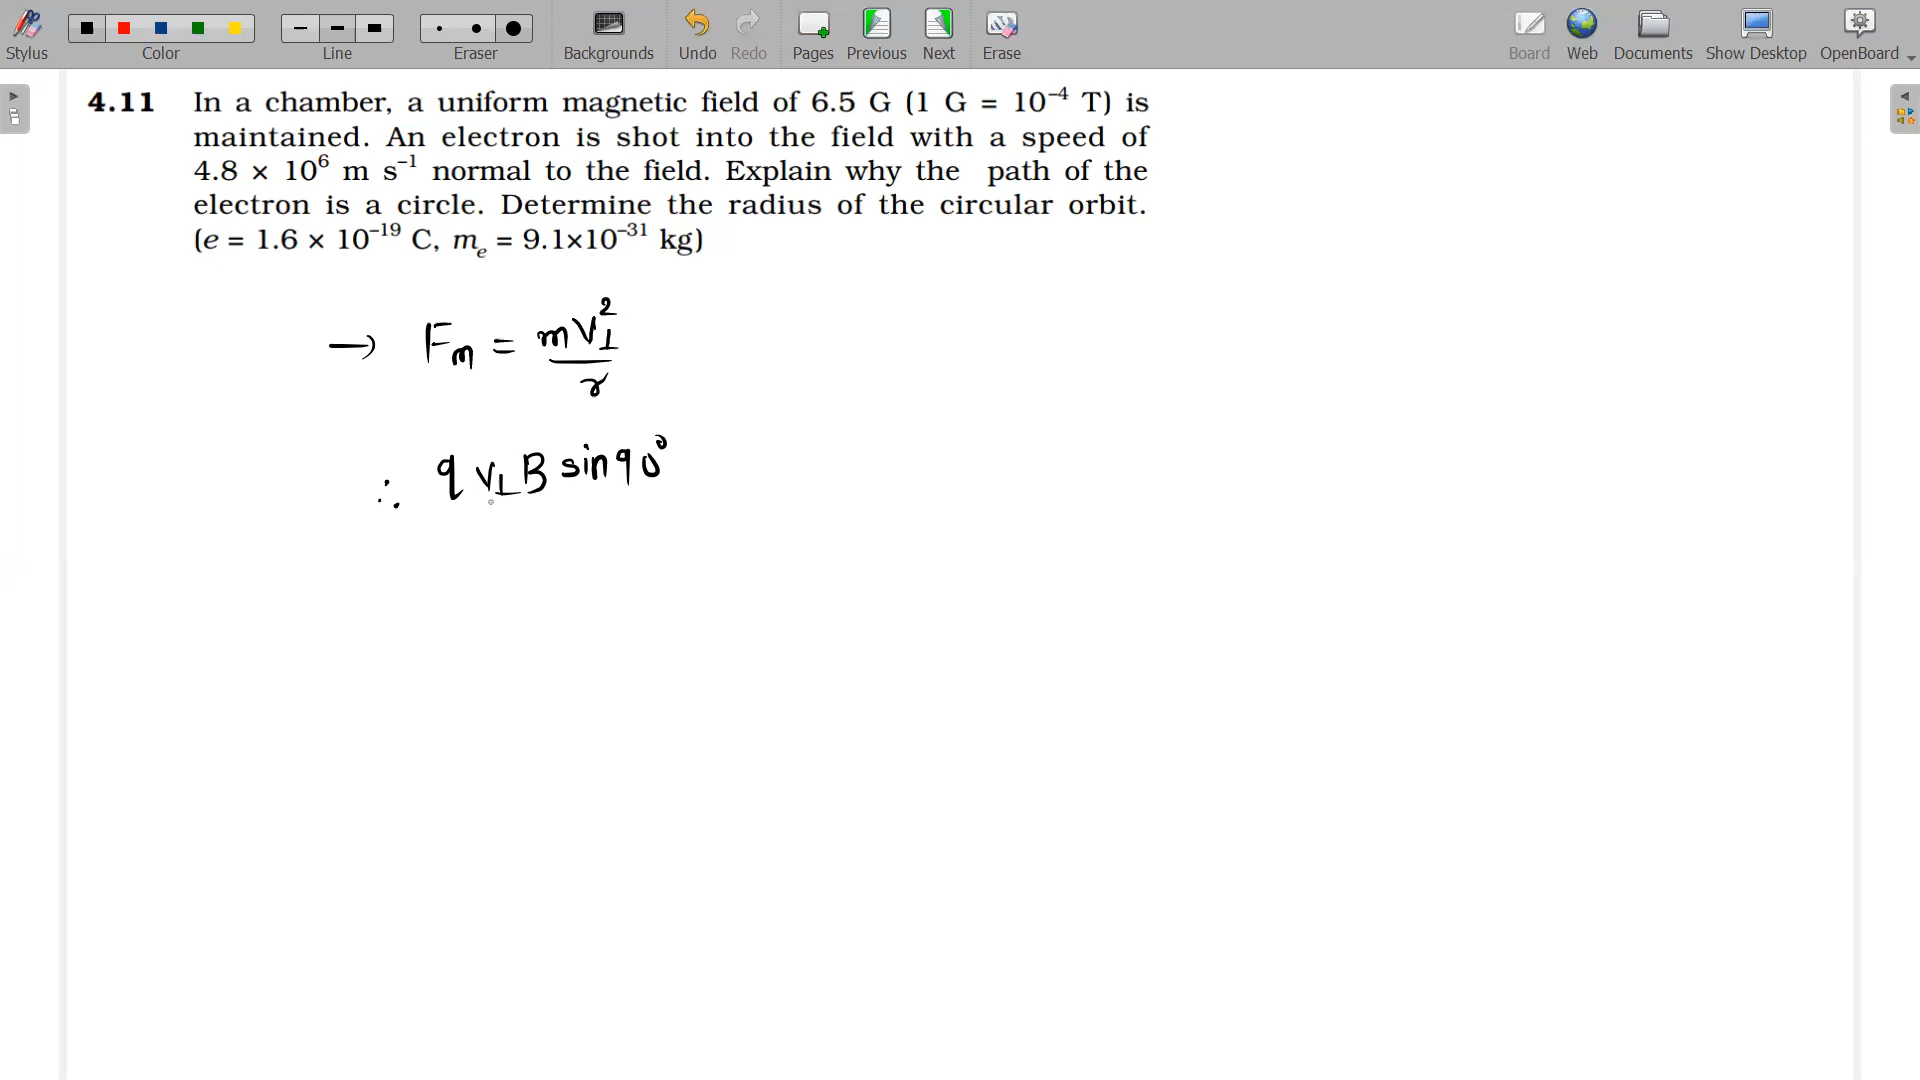 Stylus Color Line Eraser Backgrounds Undo Redo Pages Previous Next Erase Board Web Documents Show Desktop OpenBoard
4.11 In a chamber, a uniform magnetic field of 6.5 G (1 G = 10⁻⁴ T) is
maintained. An electron is shot into the field with a speed of
4.8 × 10⁶ m s⁻¹ normal to the field. Explain why the path of the
electron is a circle. Determine the radius of the circular orbit.
(e = 1.6 × 10⁻¹⁹ C, mₑ = 9.1×10⁻³¹ kg)
→ Fₘ = mv⊥²/r
∴ q v⊥ B sin90°